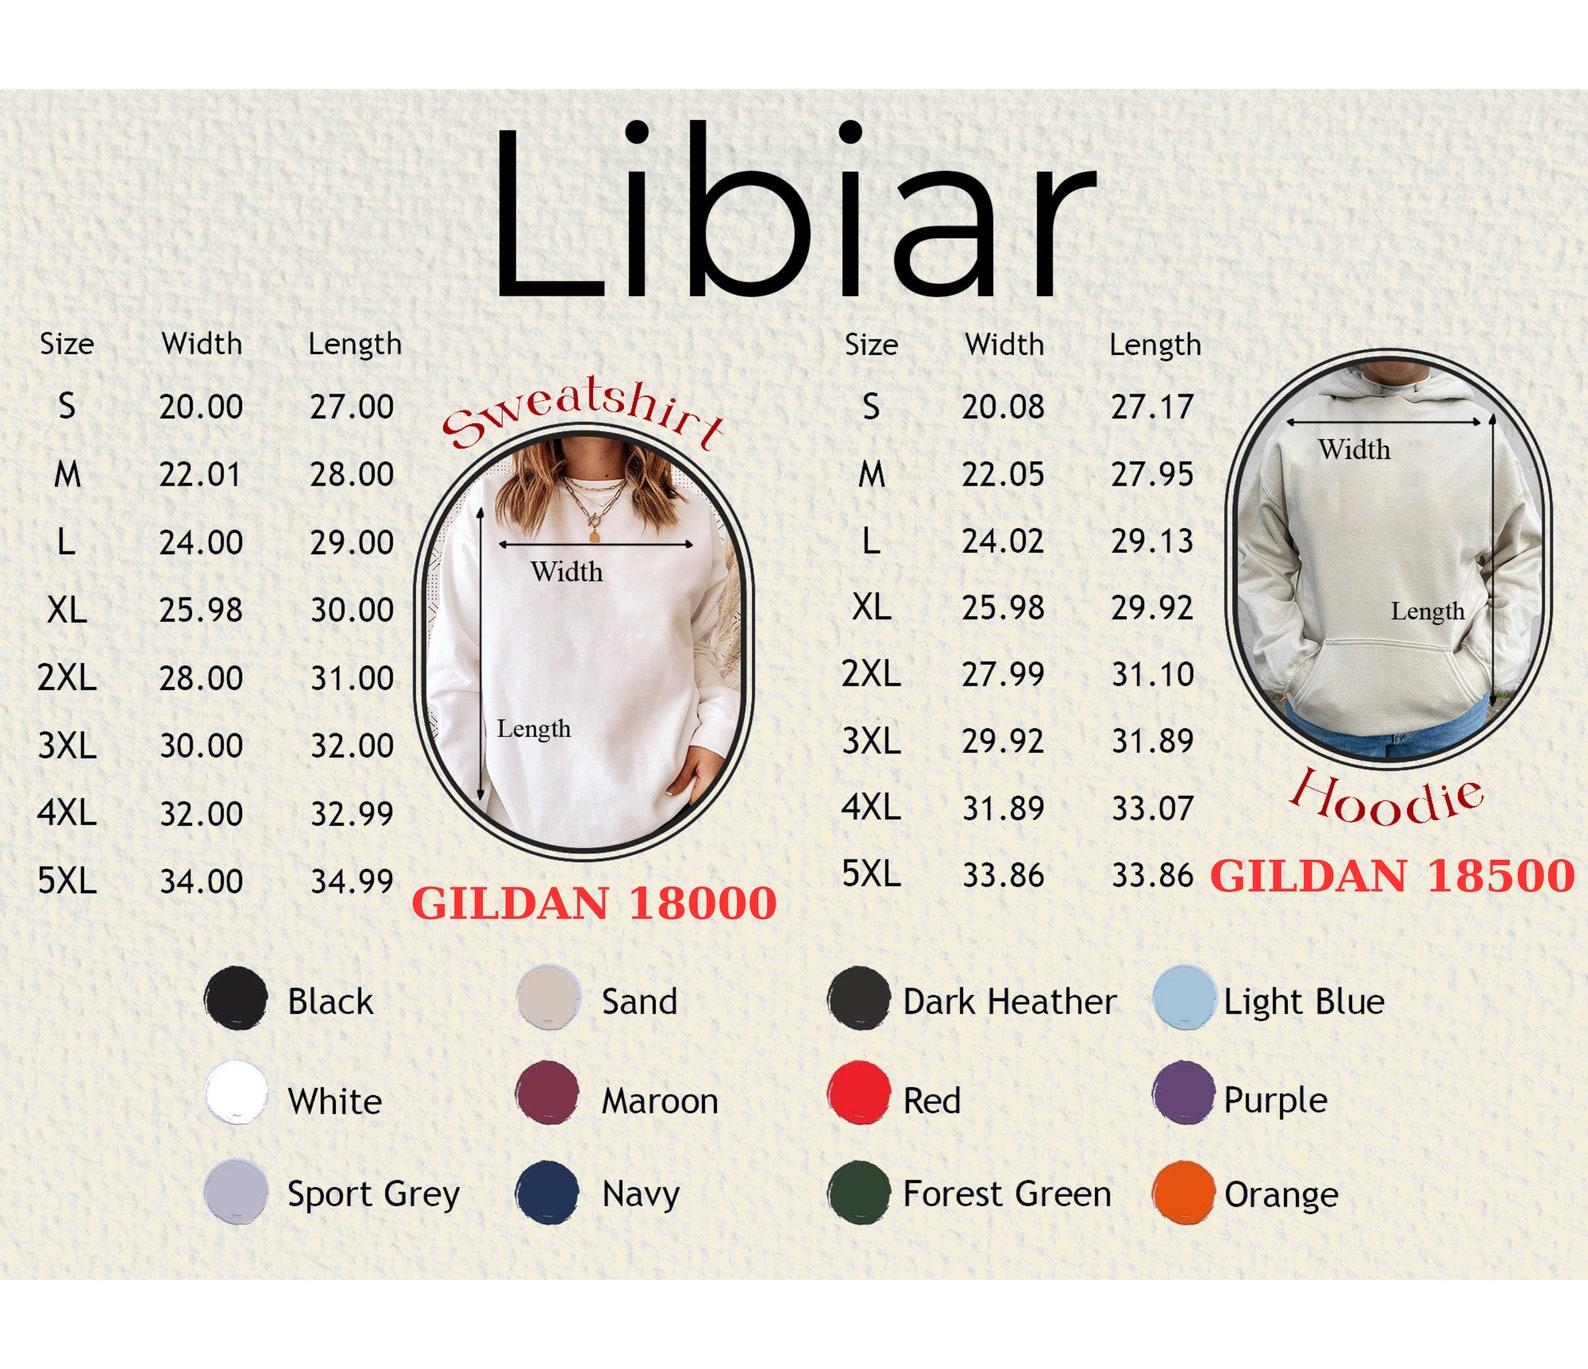 Libiar
Size Width Length
S 20.00 27.00
M 22.01 28.00
L 24.00 29.00
XL 25.98 30.00
2XL 28.00 31.00
3XL 30.00 32.00
4XL 32.00 32.99
5XL 34.00 34.99
Sweatshirt
Width
Length
GILDAN 18000
Size Width Length
S 20.08 27.17
M 22.05 27.95
L 24.02 29.13
XL 25.98 29.92
2XL 27.99 31.10
3XL 29.92 31.89
4XL 31.89 33.07
5XL 33.86 33.86
Width
Length
Hoodie
GILDAN 18500
Black Sand Dark Heather Light Blue
White Maroon Red Purple
Sport Grey Navy Forest Green Orange